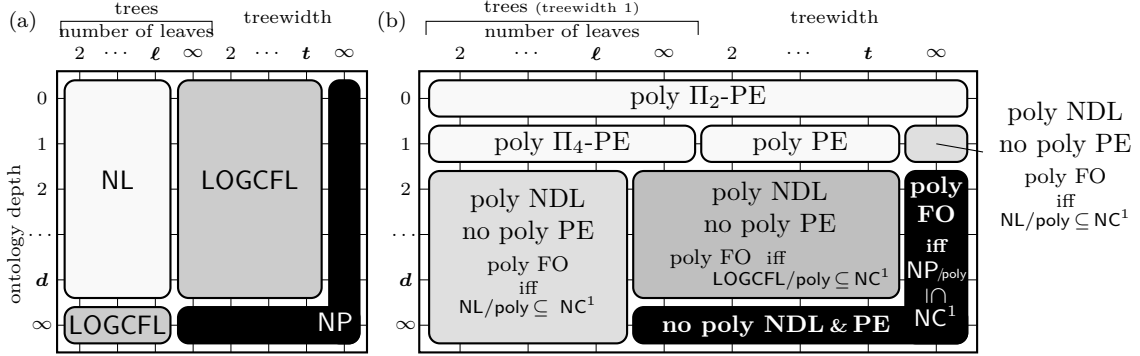 (a)
trees
number of leaves
treewidth
2 ··· ℓ ∞ 2 ··· t ∞
ontology depth
0
1
2
···
d
∞
NL
LOGCFL
LOGCFL
NP
(b)
trees (treewidth 1)
number of leaves
treewidth
2 ··· ℓ ∞ 2 ··· t ∞
0
1
2
···
d
∞
poly Π₂-PE
poly Π₄-PE
poly PE
poly NDL
no poly PE
poly FO
iff
NL/poly ⊆ NC¹
poly NDL
no poly PE
poly FO iff
LOGCFL/poly ⊆ NC¹
no poly NDL & PE
poly
FO
iff
NP/poly
⊆
NC¹
poly NDL
no poly PE
poly FO
iff
NL/poly ⊆ NC¹